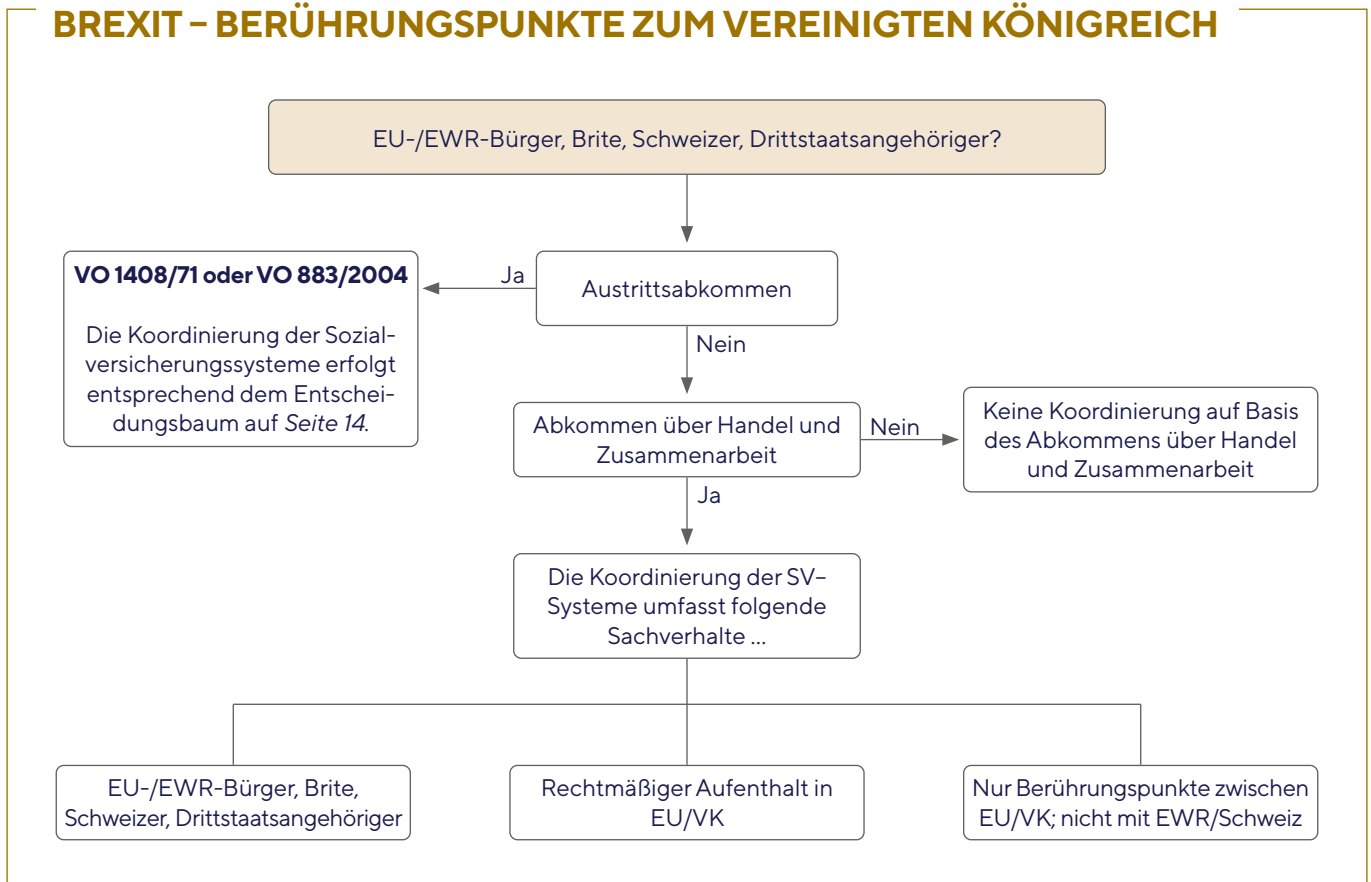 BREXIT – BERÜHRUNGSPUNKTE ZUM VEREINIGTEN KÖNIGREICH
EU-/EWR-Bürger, Brite, Schweizer, Drittstaatsangehöriger?
VO 1408/71 oder VO 883/2004
Die Koordinierung der Sozial-
versicherungssysteme erfolgt
entsprechend dem Entschei-
dungsbaum auf Seite 14.
Ja
Austrittsabkommen
Nein
Abkommen über Handel und
Zusammenarbeit
Nein
Keine Koordinierung auf Basis
des Abkommens über Handel
und Zusammenarbeit
Ja
Die Koordinierung der SV–
Systeme umfasst folgende
Sachverhalte ...
EU-/EWR-Bürger, Brite,
Schweizer, Drittstaatsangehöriger
Rechtmäßiger Aufenthalt in
EU/VK
Nur Berührungspunkte zwischen
EU/VK; nicht mit EWR/Schweiz